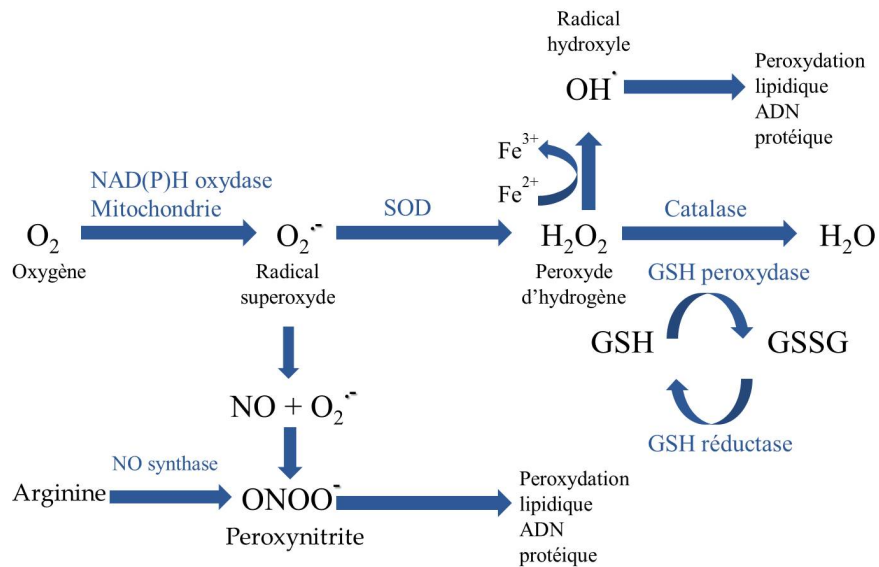 Radical
hydroxyle
OH˙
Peroxydation
lipidique
ADN
protéique
Fe³⁺
Fe²⁺
NAD(P)H oxydase
Mitochondrie
SOD
Catalase
O₂
Oxygène
O₂˙⁻
Radical
superoxyde
H₂O₂
Peroxyde
d’hydrogène
H₂O
GSH peroxydase
GSH
GSSG
GSH réductase
NO + O₂˙⁻
NO synthase
Arginine
ONOO⁻
Peroxynitrite
Peroxydation
lipidique
ADN
protéique